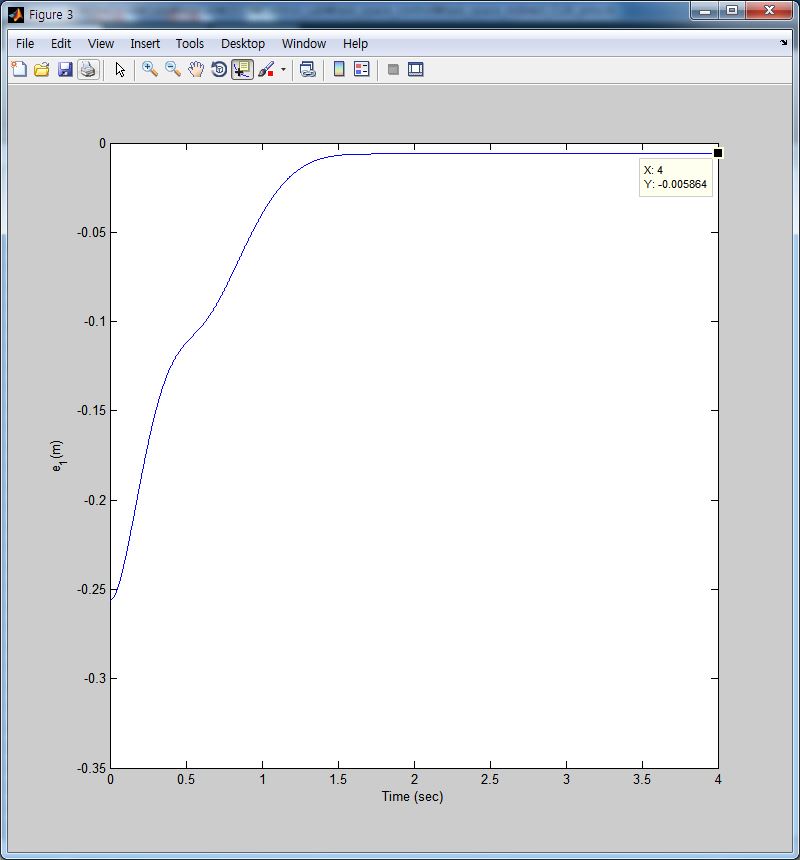 Figure 3
File Edit View Insert Tools Desktop Window Help
0
-0.05
-0.1
-0.15
-0.2
-0.25
-0.3
-0.35
e1(m)
X: 4
Y: -0.005864
0 0.5 1 1.5 2 2.5 3 3.5 4
Time (sec)